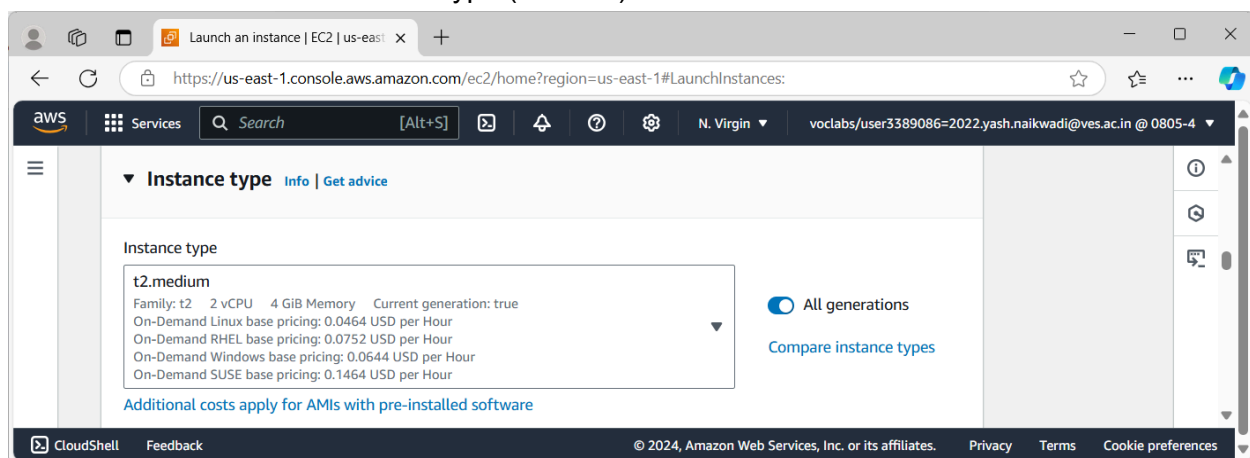 Launch an instance | EC2 | us-east
https://us-east-1.console.aws.amazon.com/ec2/home?region=us-east-1#LaunchInstances:
aws Services Search [Alt+S] N. Virgin voclabs/user3389086=2022.yash.naikwadi@ves.ac.in @ 0805-4
Instance type Info | Get advice
Instance type
t2.medium
Family: t2 2 vCPU 4 GiB Memory Current generation: true
On-Demand Linux base pricing: 0.0464 USD per Hour
On-Demand RHEL base pricing: 0.0752 USD per Hour
On-Demand Windows base pricing: 0.0644 USD per Hour
On-Demand SUSE base pricing: 0.1464 USD per Hour
All generations
Compare instance types
Additional costs apply for AMIs with pre-installed software
CloudShell Feedback © 2024, Amazon Web Services, Inc. or its affiliates. Privacy Terms Cookie preferences